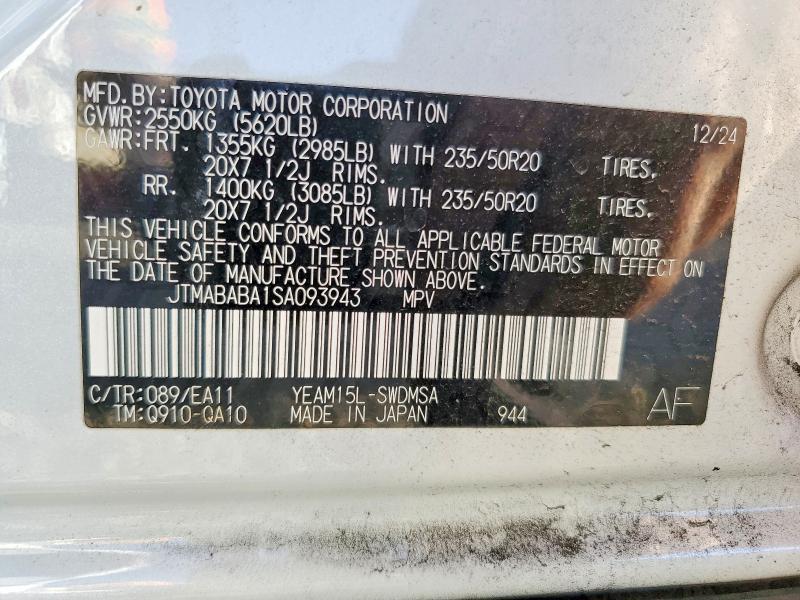 MFD.BY:TOYOTA MOTOR CORPORATION 12/24
GVWR:2550KG (5620LB)
GAWR:FRT. 1355KG (2985LB) WITH 235/50R20 TIRES.
20X7 1/2J RIMS.
RR. 1400KG (3085LB) WITH 235/50R20 TIRES.
20X7 1/2J RIMS.
THIS VEHICLE CONFORMS TO ALL APPLICABLE FEDERAL MOTOR
VEHICLE SAFETY AND THEFT PREVENTION STANDARDS IN EFFECT ON
THE DATE OF MANUFACTURE SHOWN ABOVE.
JTMABABA1SA093943 MPV
C/TR:089/EA11 YEAM15L-SWDMSA
TM:Q910-QA10 MADE IN JAPAN 944 AF